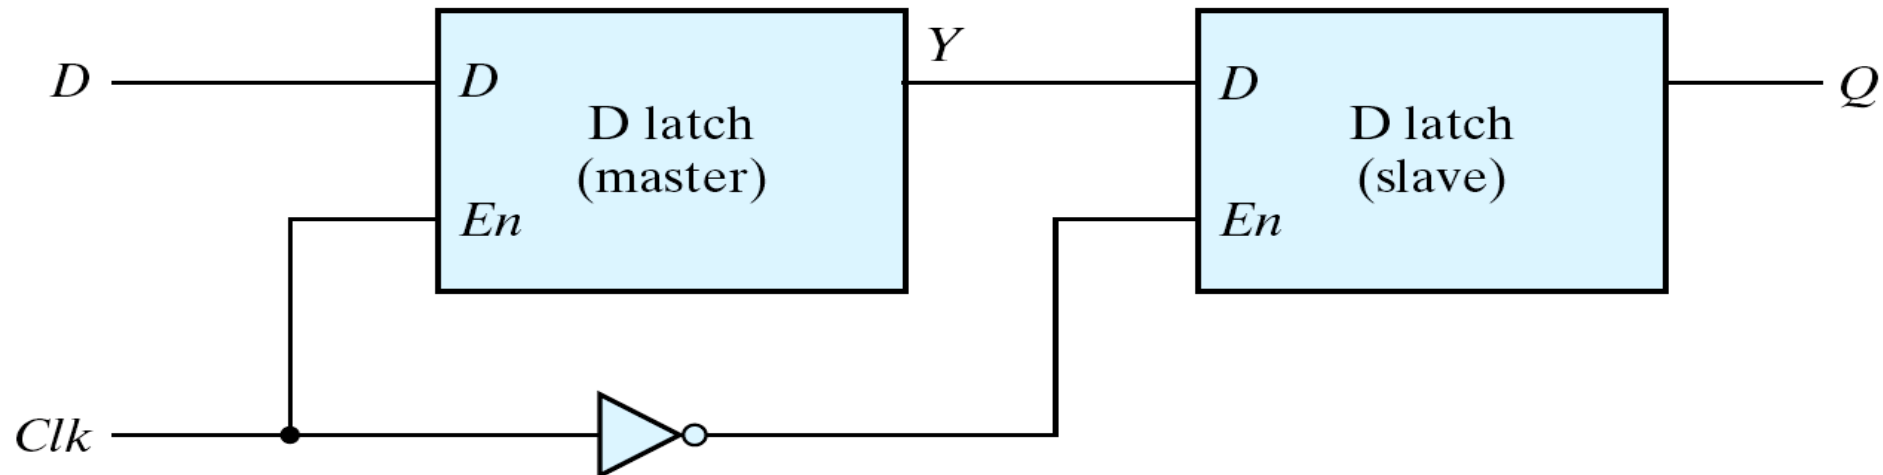 Y
D
D
D latch
(master)
En
D
D latch
(slave)
En
Q
Clk